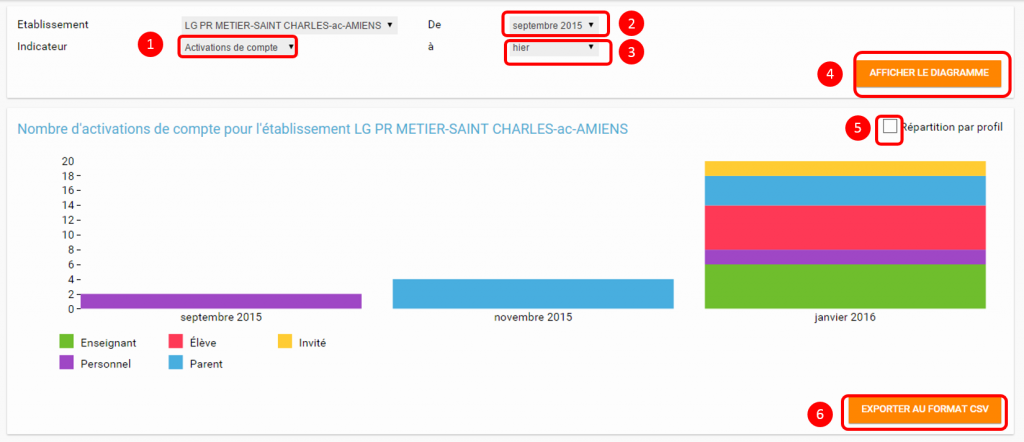 Etablissement LG PR METIER-SAINT CHARLES-ac-AMIENS De septembre 2015 2
Indicateur 1 Activations de compte à hier 3
4 AFFICHER LE DIAGRAMME
Nombre d'activations de compte pour l'établissement LG PR METIER-SAINT CHARLES-ac-AMIENS 5 Répartition par profil
20
18
16
14
12
10
8
6
4
2
0
septembre 2015 novembre 2015 janvier 2016
Enseignant Élève Invité
Personnel Parent
6 EXPORTER AU FORMAT CSV